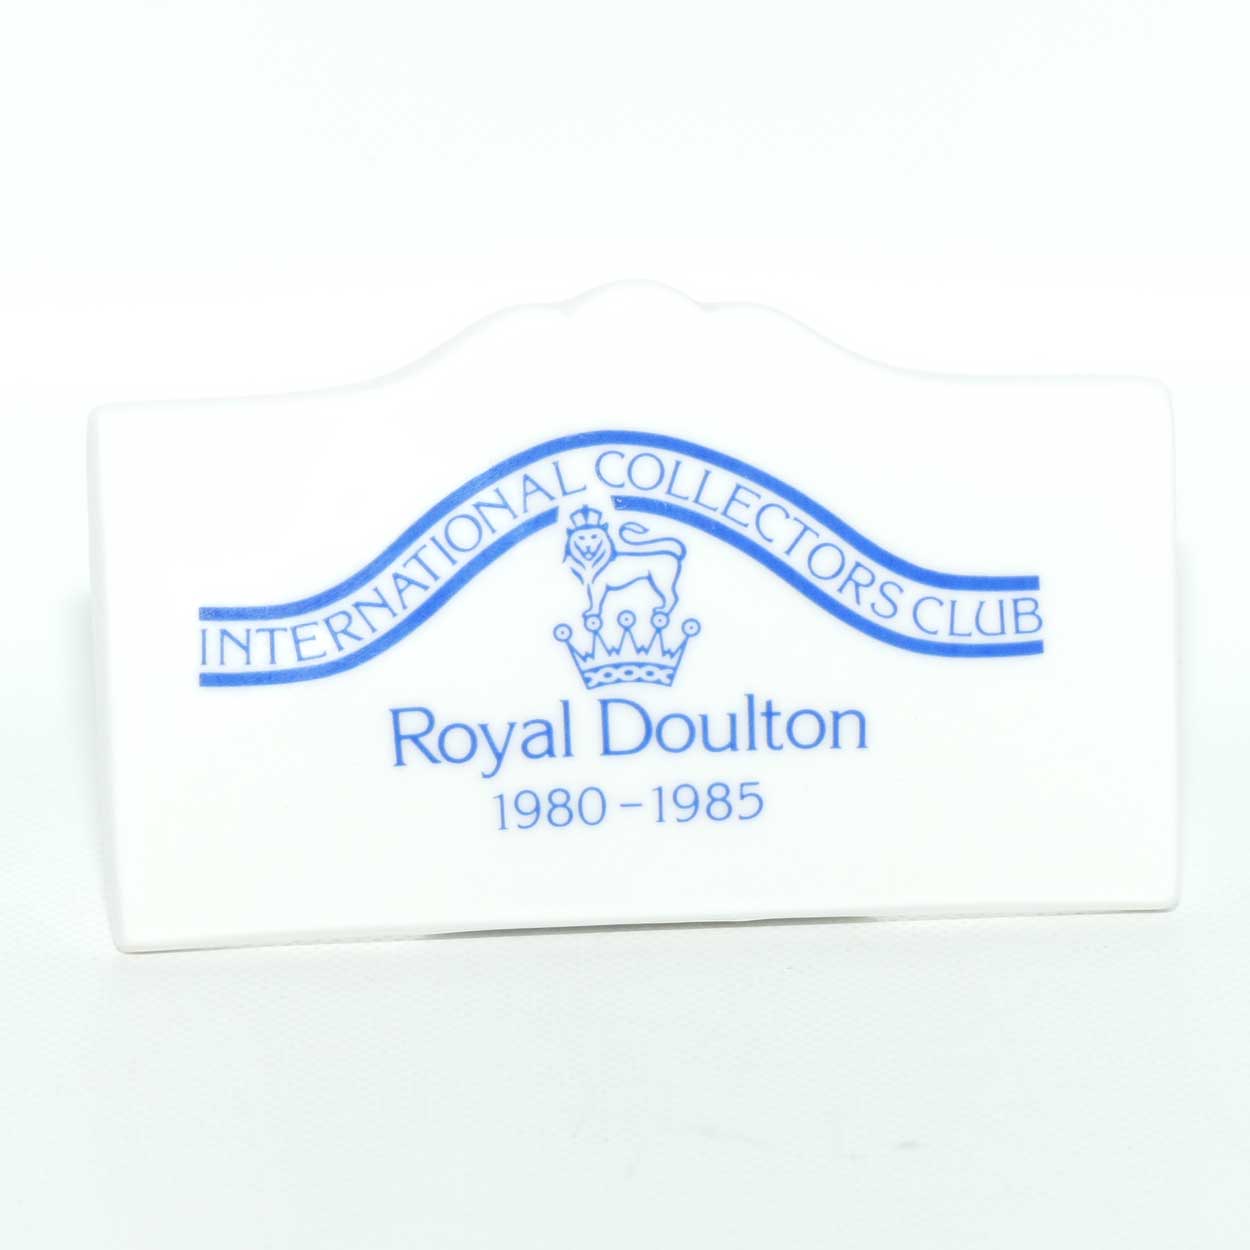 INTERNATIONAL COLLECTORS CLUB
Royal Doulton
1980-1985